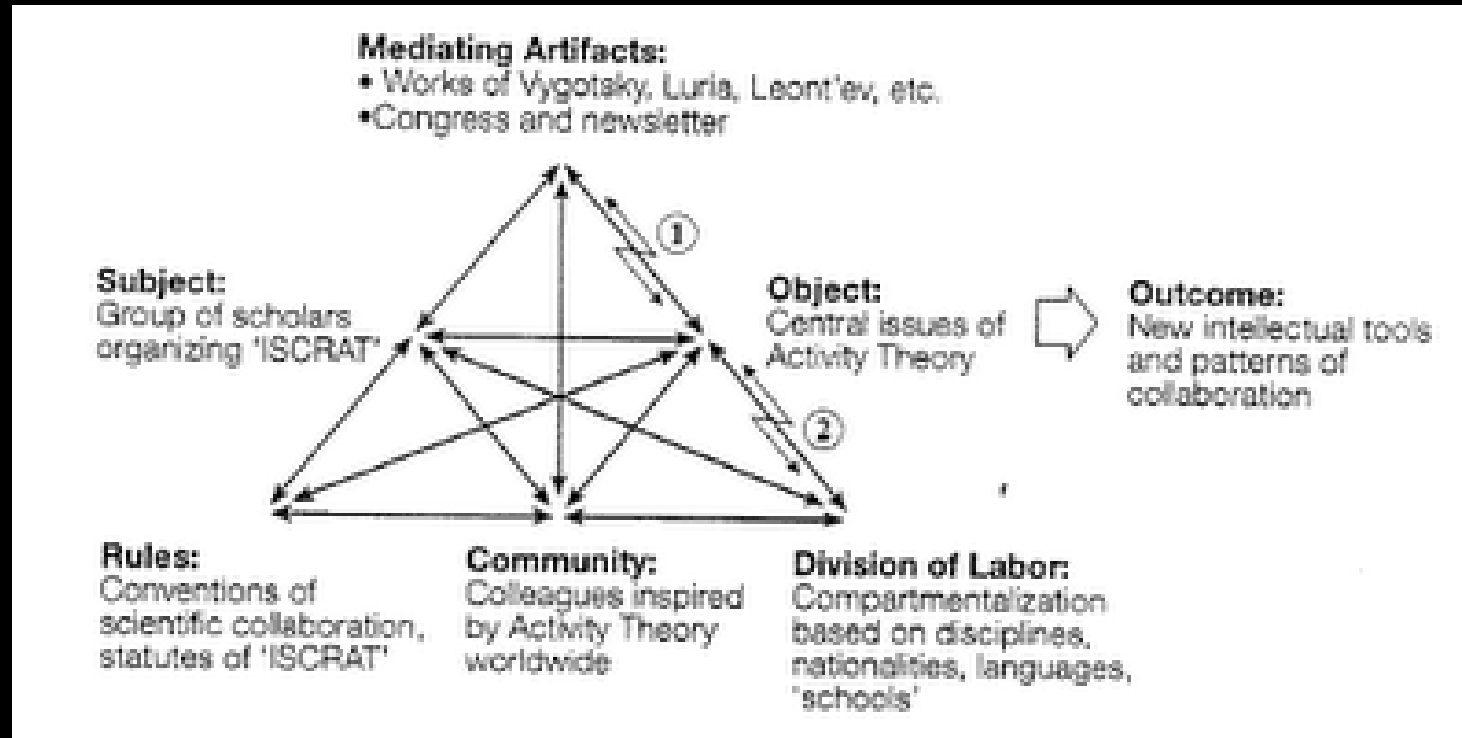 Mediating Artifacts:
• Works of Vygotsky, Luria, Leont'ev, etc.
•Congress and newsletter
①
Subject:
Group of scholars
organizing 'ISCRAT'
Object:
Central issues of
Activity Theory
Outcome:
New intellectual tools
and patterns of
collaboration
②
Rules:
Conventions of
scientific collaboration,
statutes of 'ISCRAT'
Community:
Colleagues inspired
by Activity Theory
worldwide
Division of Labor:
Compartmentalization
based on disciplines,
nationalities, languages,
'schools'